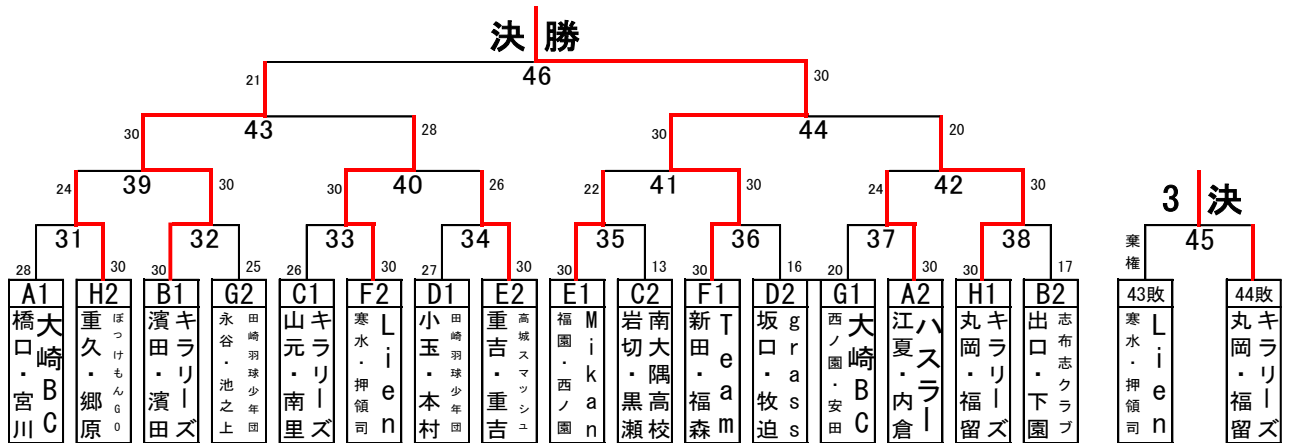 決 勝
21 46 30
30 43 28 30 44 20
24 39 30 30 40 26 22 41 30 24 42 30
3 決
31 32 33 34 35 36 37 38 棄権 45
28 30 30 25 26 30 27 30 30 13 30 16 20 30 30 17
A1 H2 B1 G2 C1 F2 D1 E2 E1 C2 F1 D2 G1 A2 H1 B2 43敗 44敗
大崎BC
橋口・宮川
ぼっけもんGO
重久・郷原
キラリーズ
濱田・濱田
田崎羽球少年団
永谷・池之上
キラリーズ
山元・南里
Lien
寒水・押領司
田崎羽球少年団
小玉・本村
高城スマッシュ
重吉・重吉
Mikan
福園・西ノ園
南大隅高校
岩切・黒瀬
Team
新田・福森
grass
坂口・牧迫
大崎BC
西ノ園・安田
ハスラー
江夏・内倉
キラリーズ
丸岡・福留
志布志クラブ
出口・下園
Lien
寒水・押領司
キラリーズ
丸岡・福留